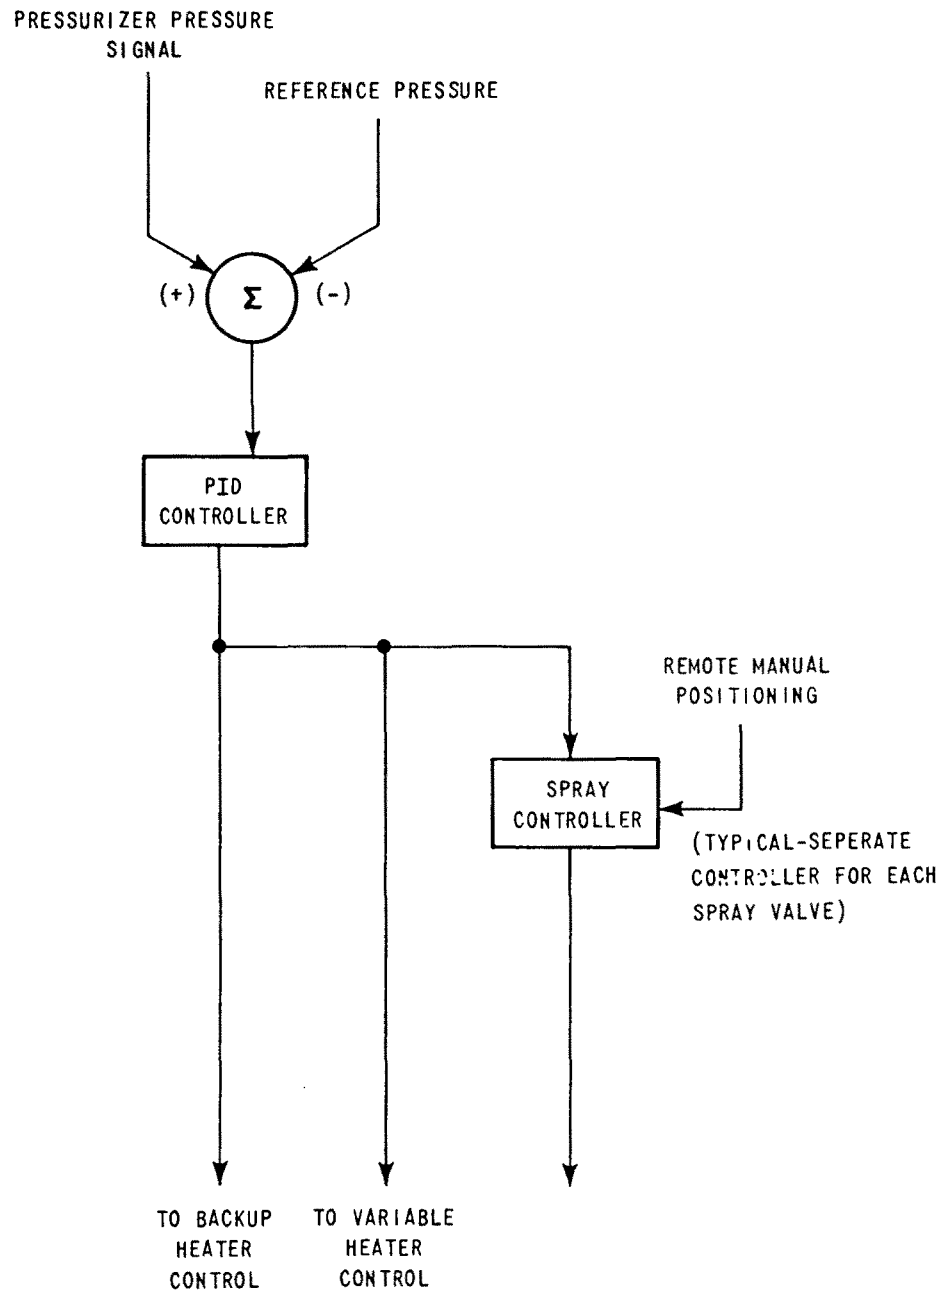 PRESSURIZER PRESSURE
SIGNAL
REFERENCE PRESSURE
(+)
Σ
(-)
PID
CONTROLLER
REMOTE MANUAL
POSITIONING
SPRAY
CONTROLLER
(TYPICAL-SEPERATE
CONTROLLER FOR EACH
SPRAY VALVE)
TO BACKUP
HEATER
CONTROL
TO VARIABLE
HEATER
CONTROL